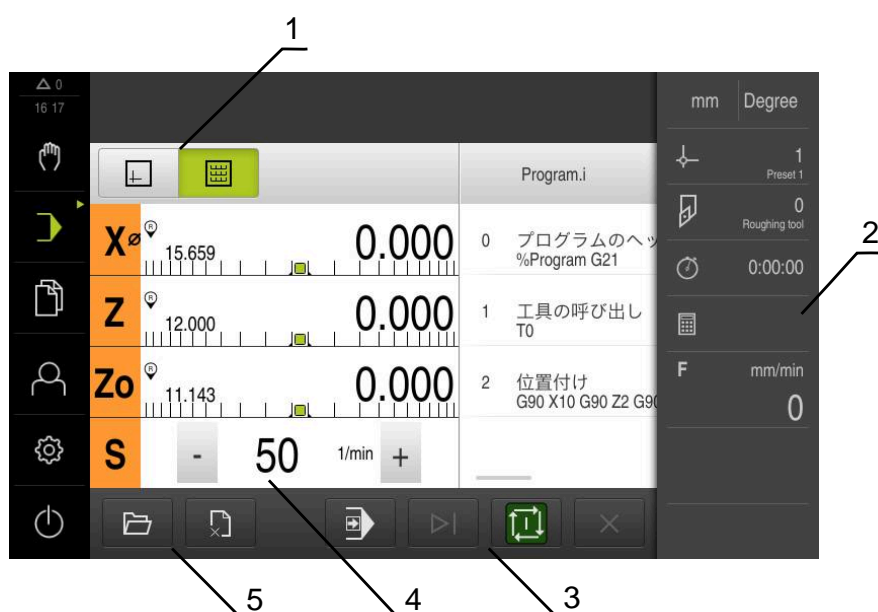 1
0
16 17
mm Degree
Program.i
1
Preset 1
X ⌀ R 15.659 0.000
0 プログラムのヘッ
%Program G21
0
Roughing tool
2
0:00:00
Z R 12.000 0.000
1 工具の呼び出し
T0
Zo R 11.143 0.000
2 位置付け
G90 X10 G90 Z2 G90
F mm/min
0
S - 50 1/min +
5
4
3